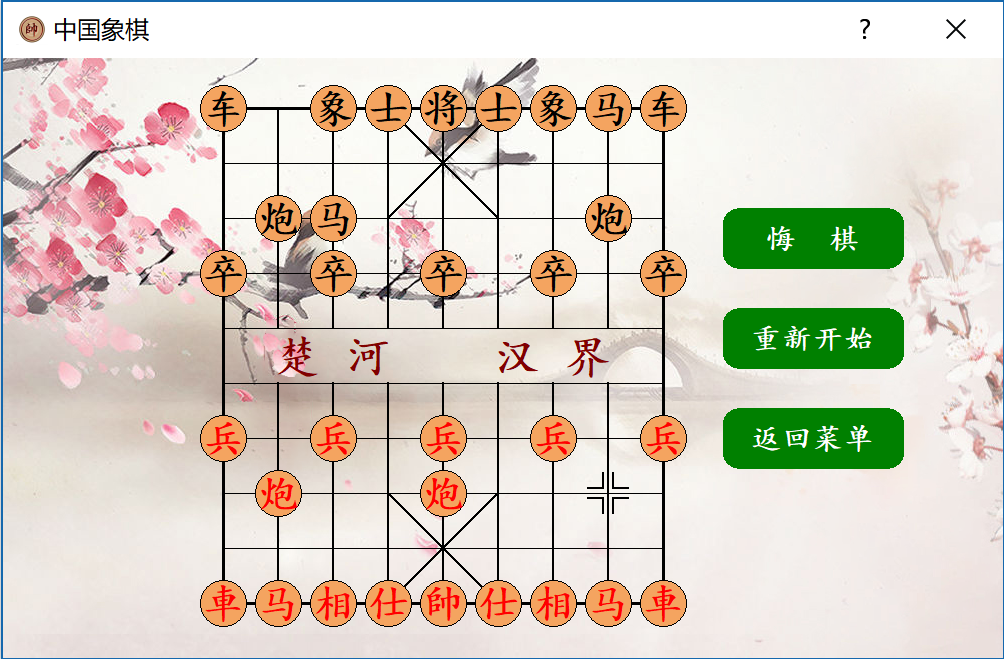 帥 中国象棋 ?
车 象 士 将 士 象 马 车
炮 马 炮
悔 棋
卒 卒 卒 卒 卒
重新开始
楚 河 汉 界
兵 兵 兵 兵 兵
返回菜单
炮 炮
車 马 相 仕 帥 仕 相 马 車